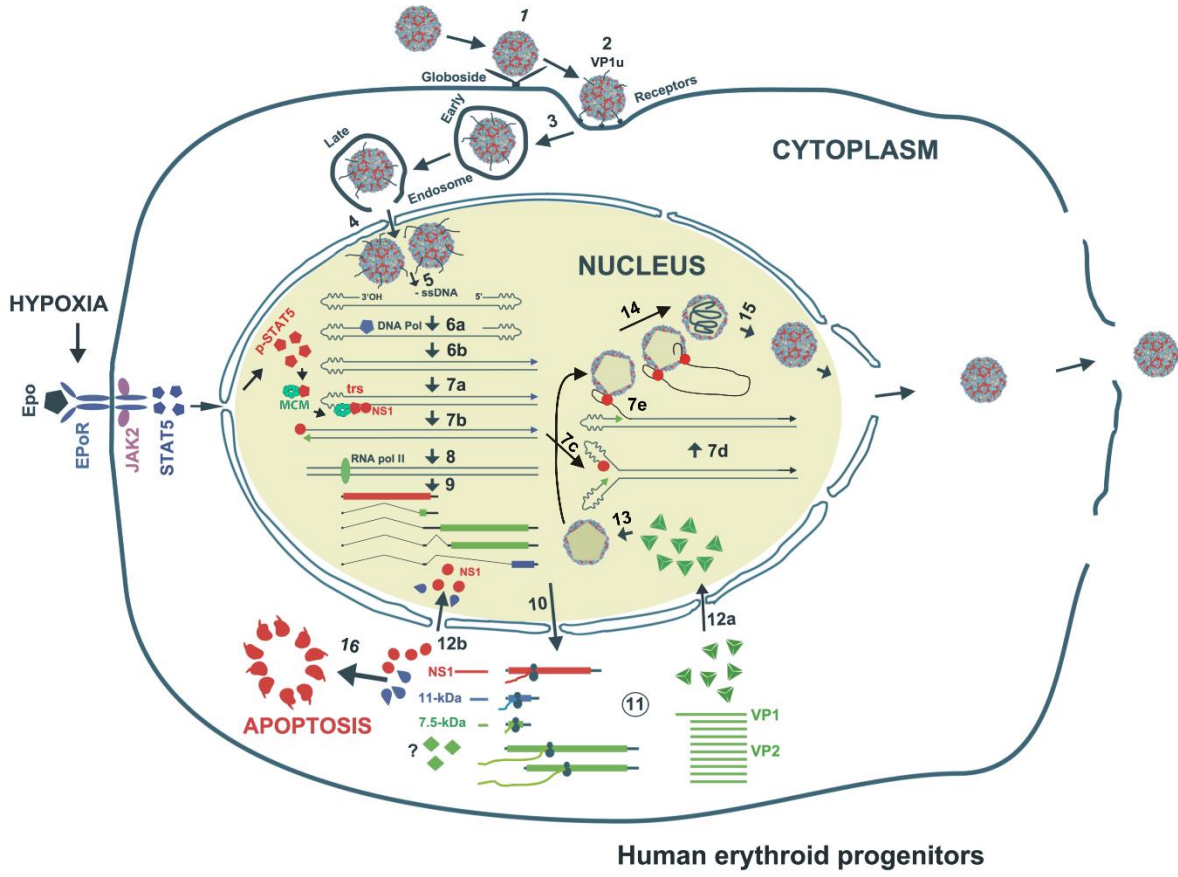 1
2
VP1u
Globoside
Receptors
Early
3
Late
Endosome
CYTOPLASM
4
5
NUCLEUS
HYPOXIA
3'OH
- ssDNA
5'
DNA Pol
6a
6b
p-STAT5
7a
trs
MCM
NS1
7b
14
15
7e
7c
7d
Epo
EPoR
JAK2
STAT5
RNA pol II
8
9
13
NS1
10
12a
12b
16
APOPTOSIS
NS1
11-kDa
7.5-kDa
?
11
VP1
VP2
Human erythroid progenitors